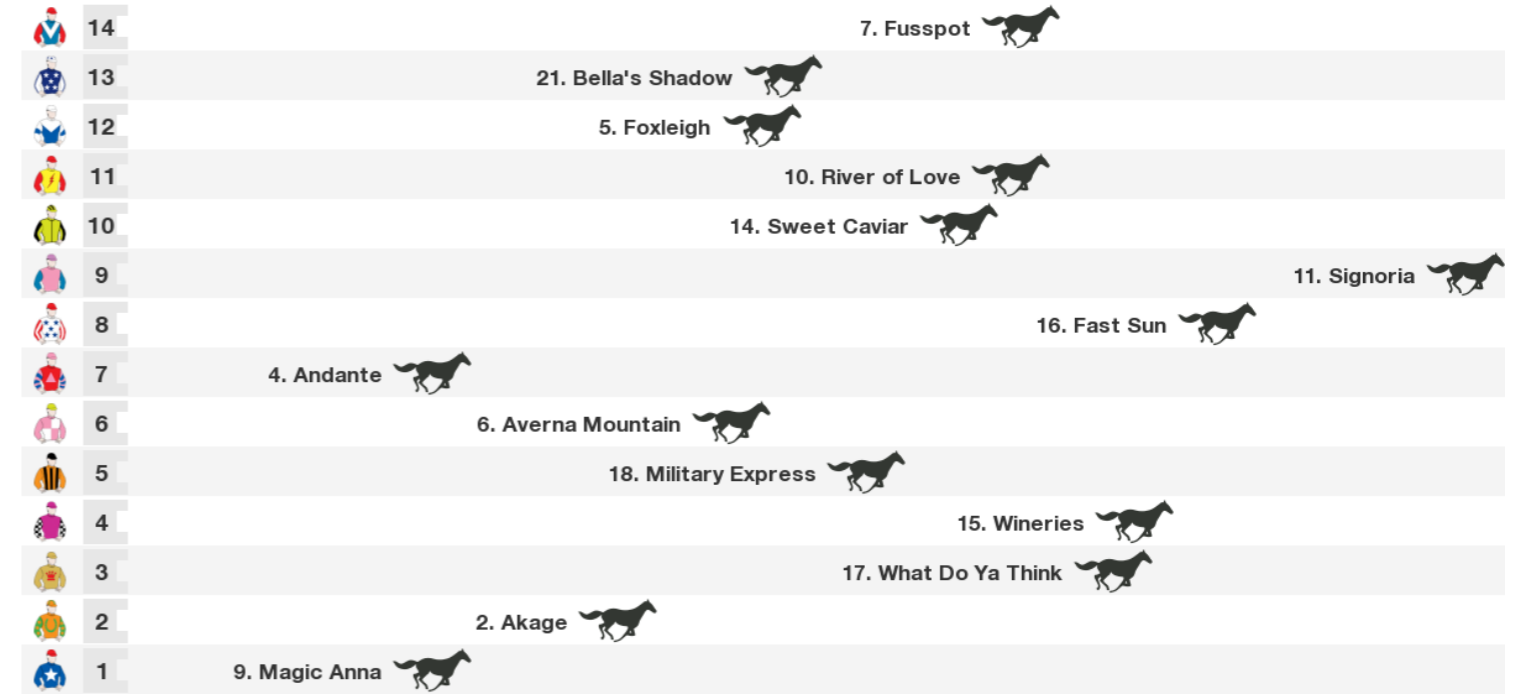 14 7. Fusspot
13 21. Bella's Shadow
12 5. Foxleigh
11 10. River of Love
10 14. Sweet Caviar
9 11. Signoria
8 16. Fast Sun
7 4. Andante
6 6. Averna Mountain
5 18. Military Express
4 15. Wineries
3 17. What Do Ya Think
2 2. Akage
1 9. Magic Anna